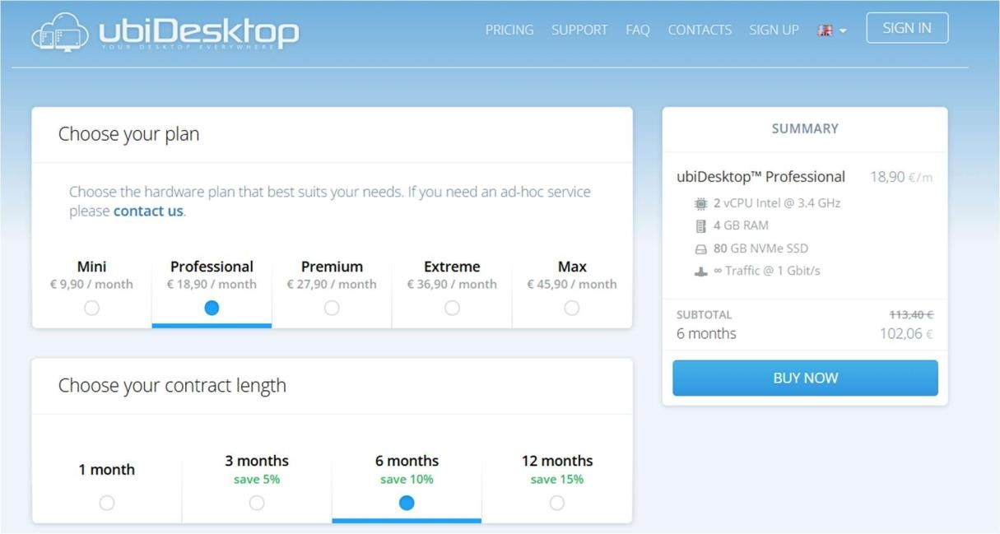 ubiDesktop
YOUR DESKTOP EVERYWHERE
PRICING SUPPORT FAQ CONTACTS SIGN UP SIGN IN
Choose your plan
Choose the hardware plan that best suits your needs. If you need an ad-hoc service
please contact us.
Mini Professional Premium Extreme Max
€ 9,90 / month € 18,90 / month € 27,90 / month € 36,90 / month € 45,90 / month
Choose your contract length
1 month 3 months 6 months 12 months
save 5% save 10% save 15%
SUMMARY
ubiDesktop™ Professional 18,90 €/m
2 vCPU Intel @ 3.4 GHz
4 GB RAM
80 GB NVMe SSD
∞ Traffic @ 1 Gbit/s
SUBTOTAL 113,40 €
6 months 102,06 €
BUY NOW